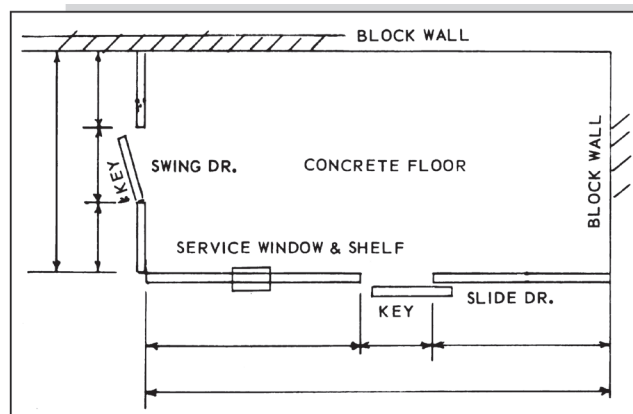 BLOCK WALL
SWING DR.
KEY
CONCRETE FLOOR
BLOCK WALL
SERVICE WINDOW & SHELF
KEY
SLIDE DR.